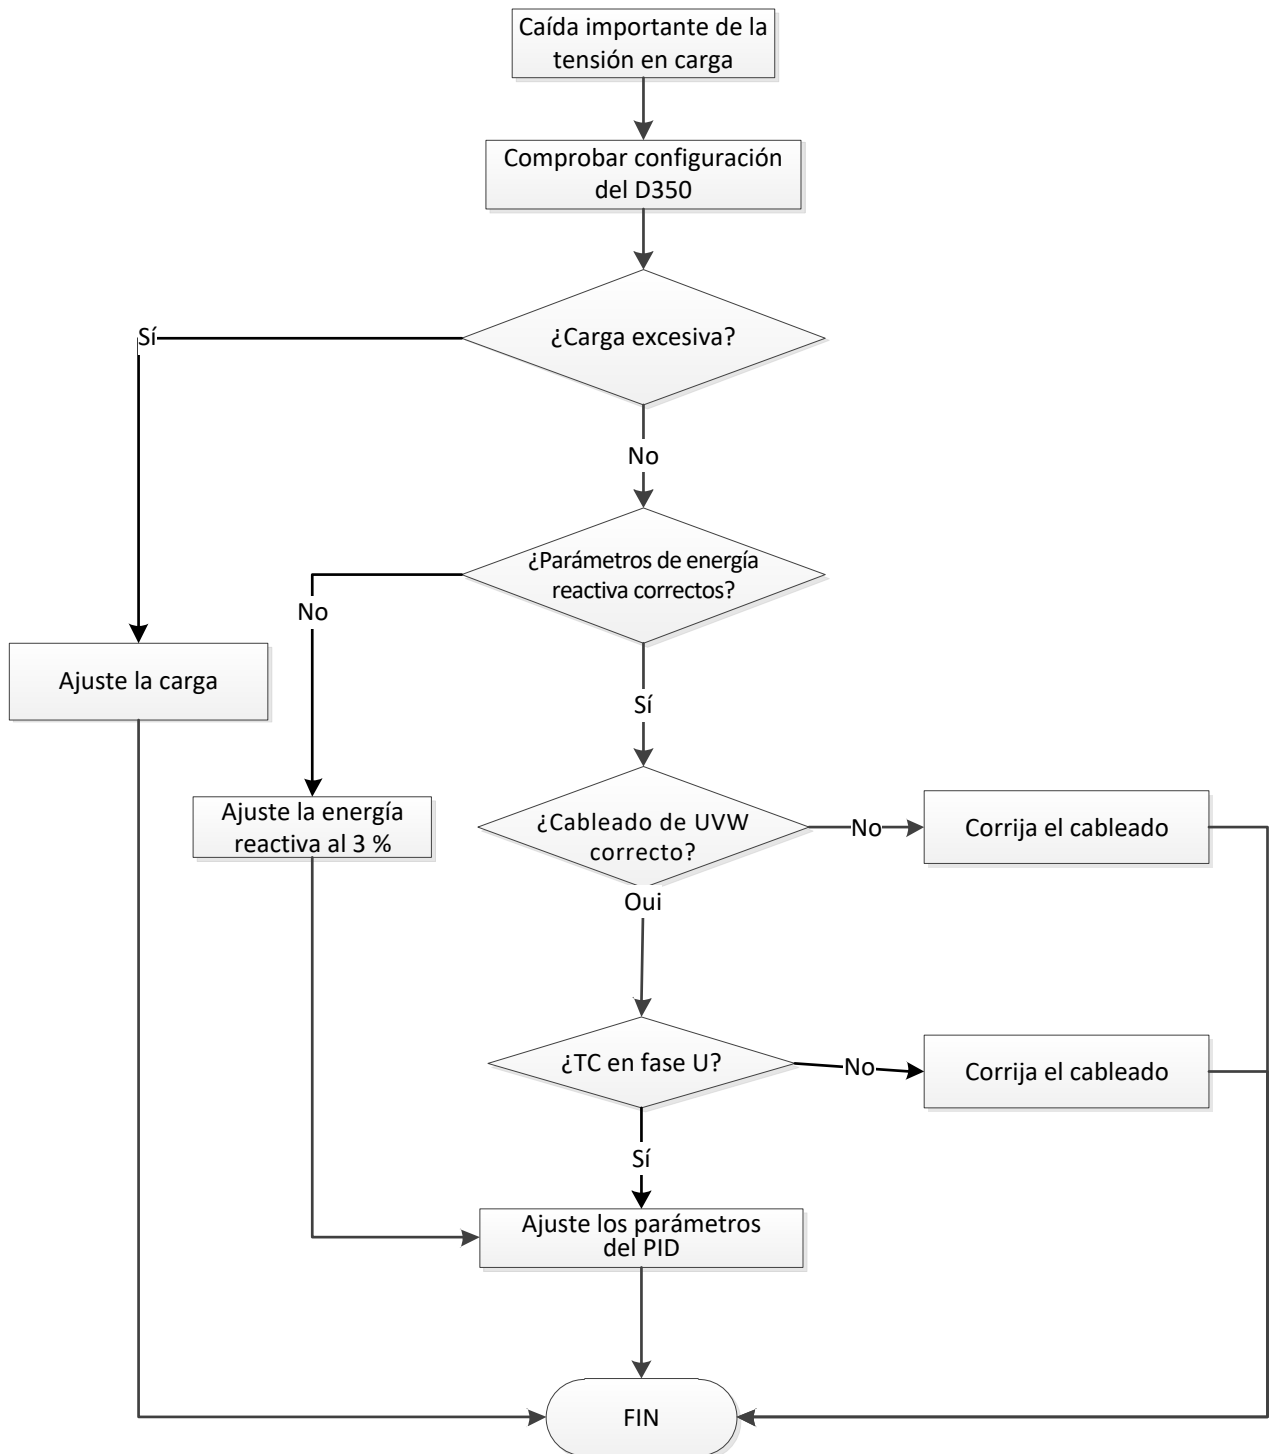 Caída importante de la
tensión en carga
Comprobar configuración
del D350
¿Carga excesiva?
Sí
No
¿Parámetros de energía
reactiva correctos?
No
Ajuste la carga
Sí
Ajuste la energía
reactiva al 3 %
¿Cableado de UVW
correcto?
No
Corrija el cableado
Oui
¿TC en fase U?
No
Corrija el cableado
Sí
Ajuste los parámetros
del PID
FIN